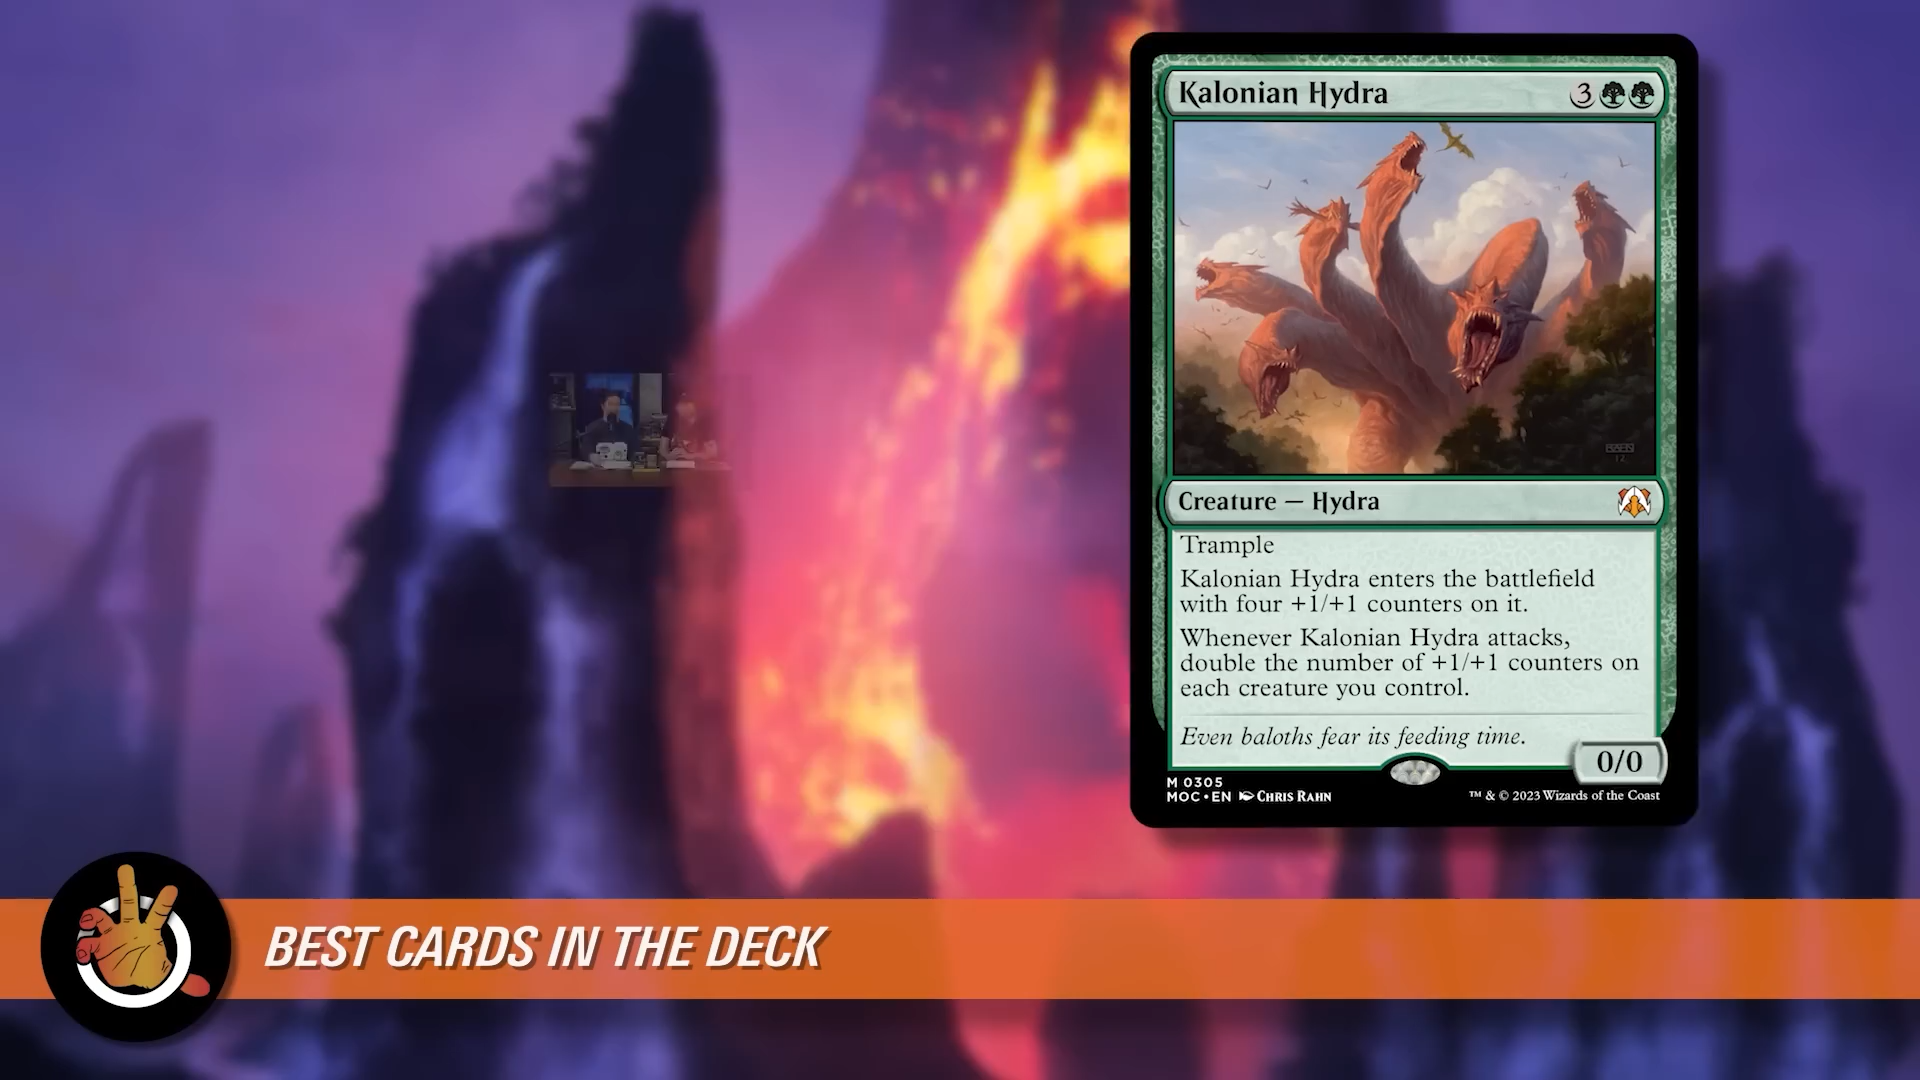 Kalonian Hydra
3
Creature — Hydra
Trample
Kalonian Hydra enters the battlefield
with four +1/+1 counters on it.
Whenever Kalonian Hydra attacks,
double the number of +1/+1 counters on
each creature you control.
Even baloths fear its feeding time.
0/0
M 0305
MOC • EN CHRIS RAHN
™ & © 2023 Wizards of the Coast
BEST CARDS IN THE DECK